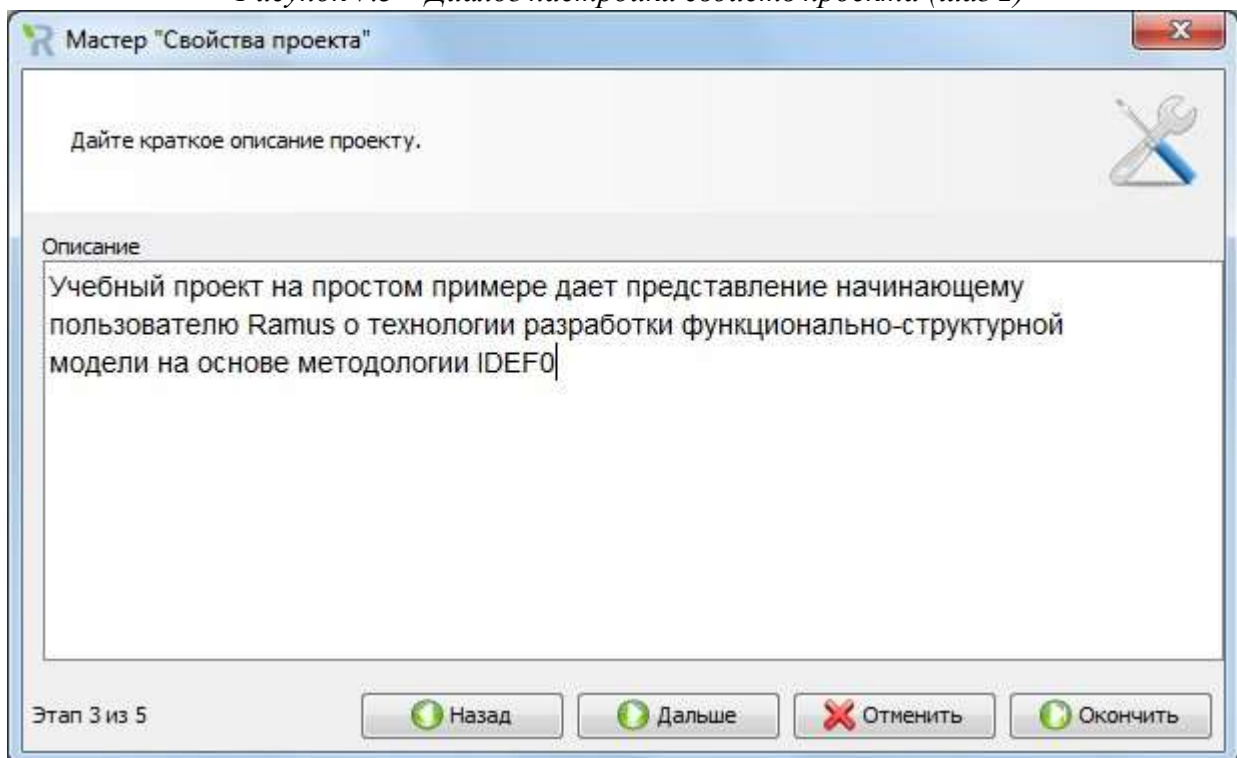 Мастер "Свойства проекта"
Дайте краткое описание проекту.
Описание
Учебный проект на простом примере дает представление начинающему
пользователю Ramus о технологии разработки функционально-структурной
модели на основе методологии IDEF0
Этап 3 из 5
Назад
Дальше
Отменить
Окончить